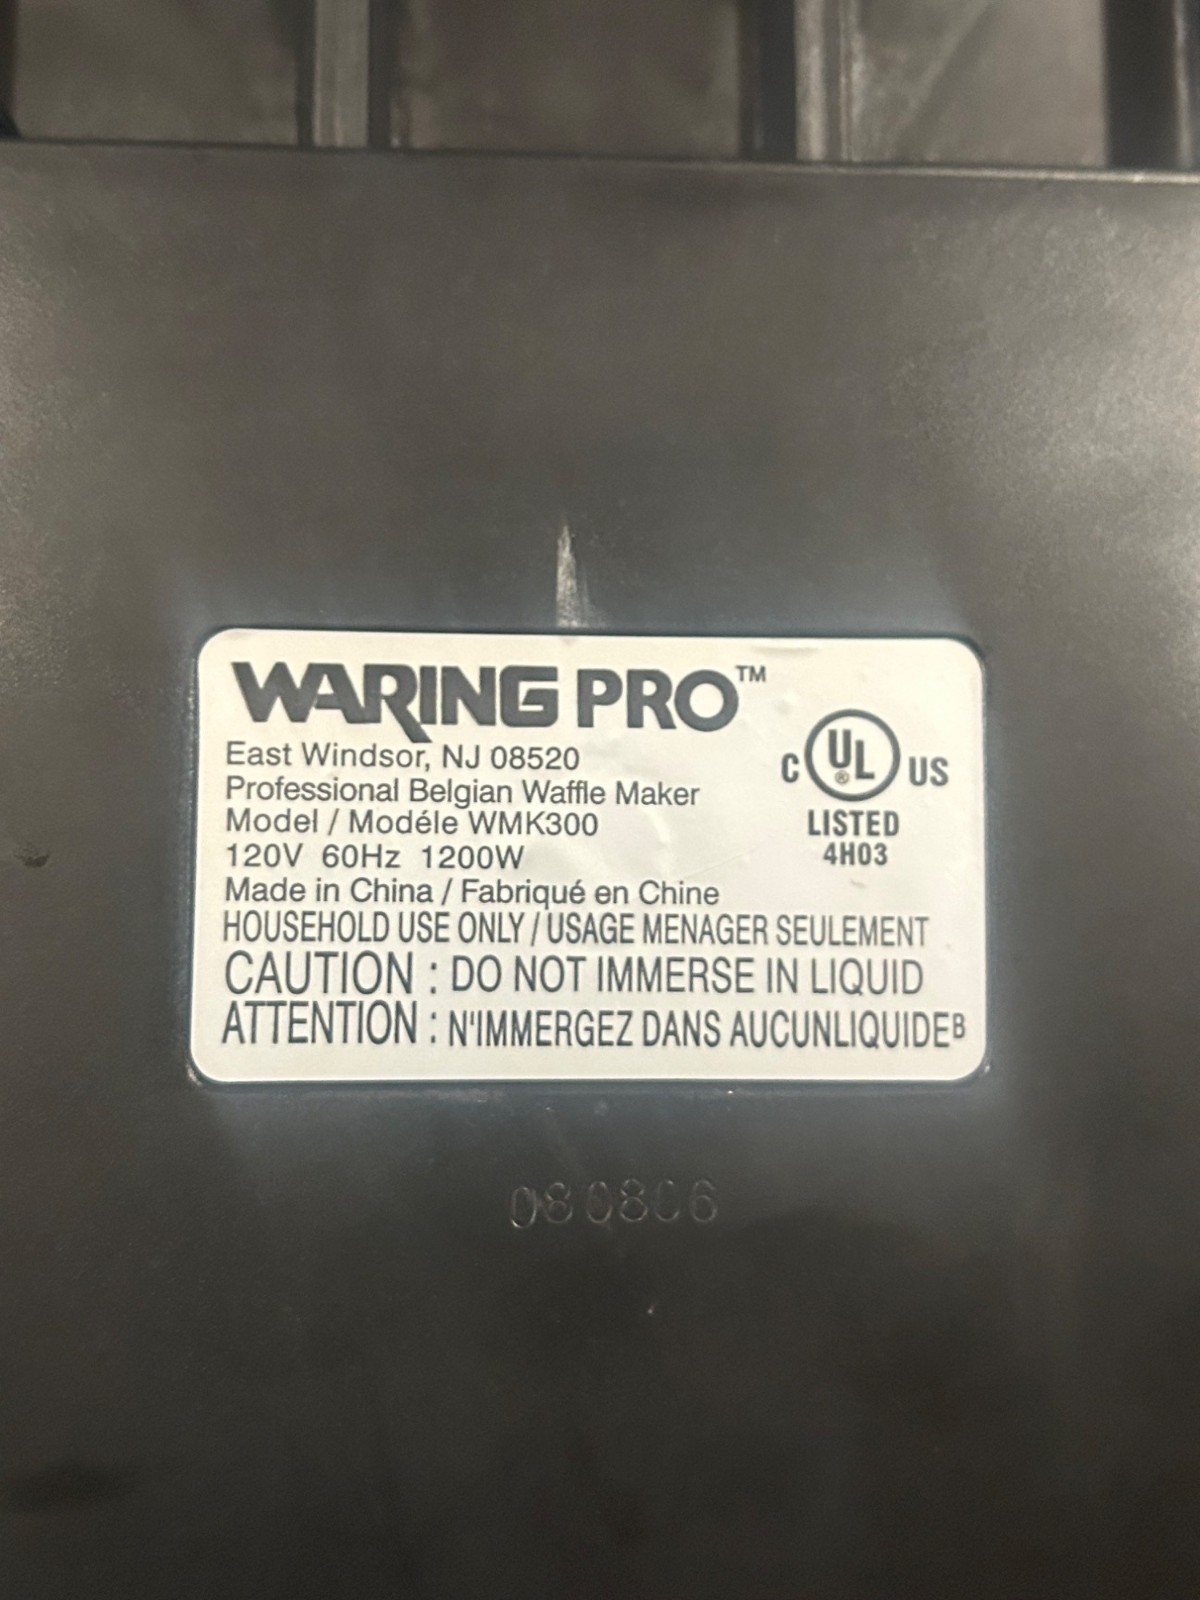 WARING PRO™
East Windsor, NJ 08520
Professional Belgian Waffle Maker
Model / Modéle WMK300
120V 60Hz 1200W
Made in China / Fabriqué en Chine
HOUSEHOLD USE ONLY / USAGE MENAGER SEULEMENT
CAUTION : DO NOT IMMERSE IN LIQUID
ATTENTION : N'IMMERGEZ DANS AUCUNLIQUIDE B
C UL® US
LISTED
4H03
080806